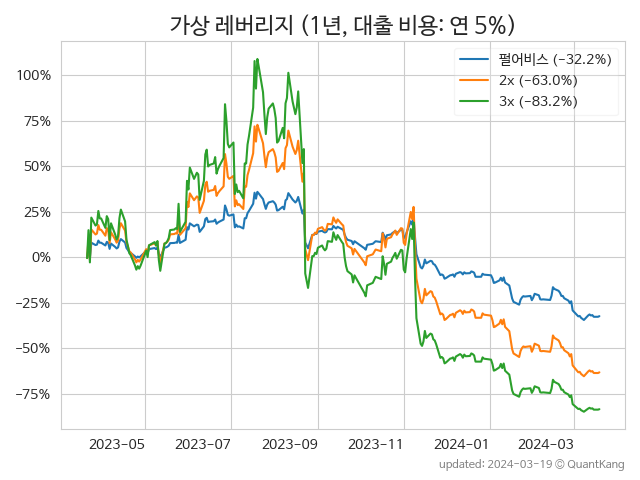 가상 레버리지 (1년, 대출 비용: 연 5%)
펄어비스 (−32.2%)
2x (−63.0%)
3x (−83.2%)
100%
75%
50%
25%
0%
−25%
−50%
−75%
2023-05 2023-07 2023-09 2023-11 2024-01 2024-03
updated: 2024-03-19 © QuantKang